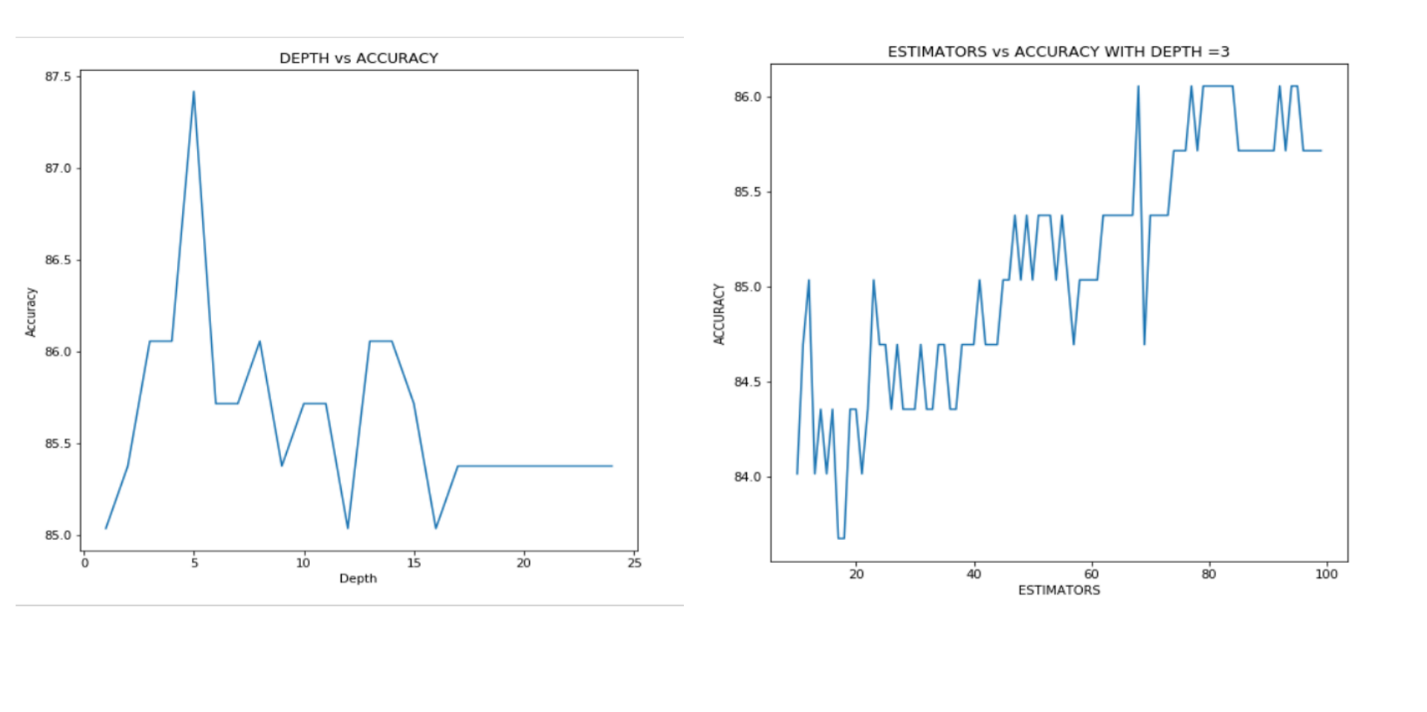 DEPTH vs ACCURACY
87.5
87.0
86.5
86.0
85.5
85.0
Accuracy
0 5 10 15 20 25
Depth
ESTIMATORS vs ACCURACY WITH DEPTH =3
86.0
85.5
85.0
84.5
84.0
ACCURACY
20 40 60 80 100
ESTIMATORS